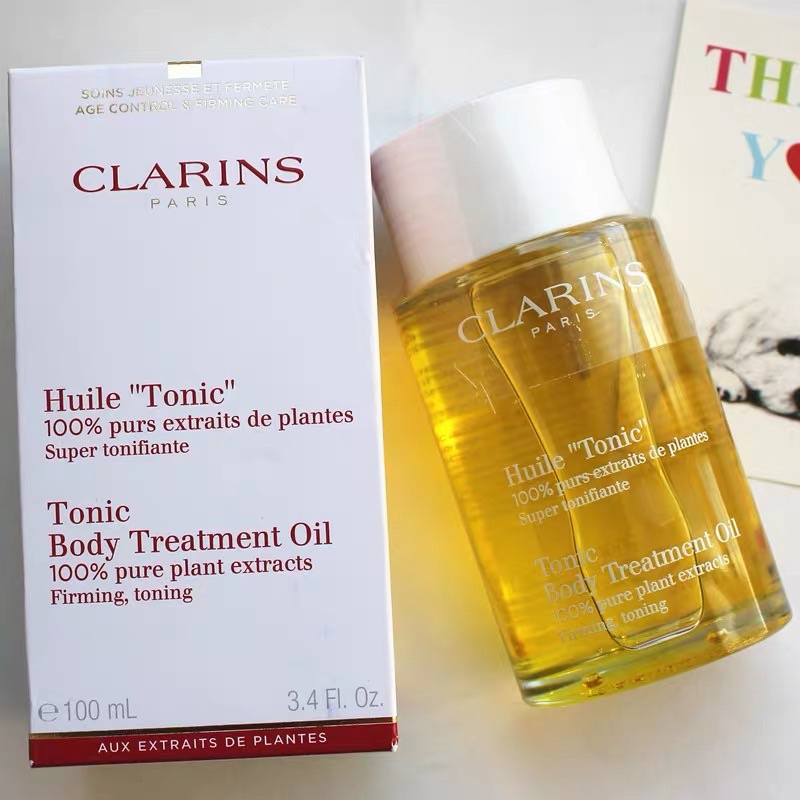 SOINS JEUNESSE ET FERMETÉ
AGE CONTROL & FIRMING CARE
CLARINS
PARIS
Huile "Tonic"
100% purs extraits de plantes
Super tonifiante
Tonic
Body Treatment Oil
100% pure plant extracts
Firming, toning
e 100 mL 3.4 Fl. Oz.
AUX EXTRAITS DE PLANTES
CLARINS
PARIS
Huile "Tonic"
100% purs extraits de plantes
Super tonifiante
Tonic
Body Treatment Oil
100% pure plant extracts
Firming, toning